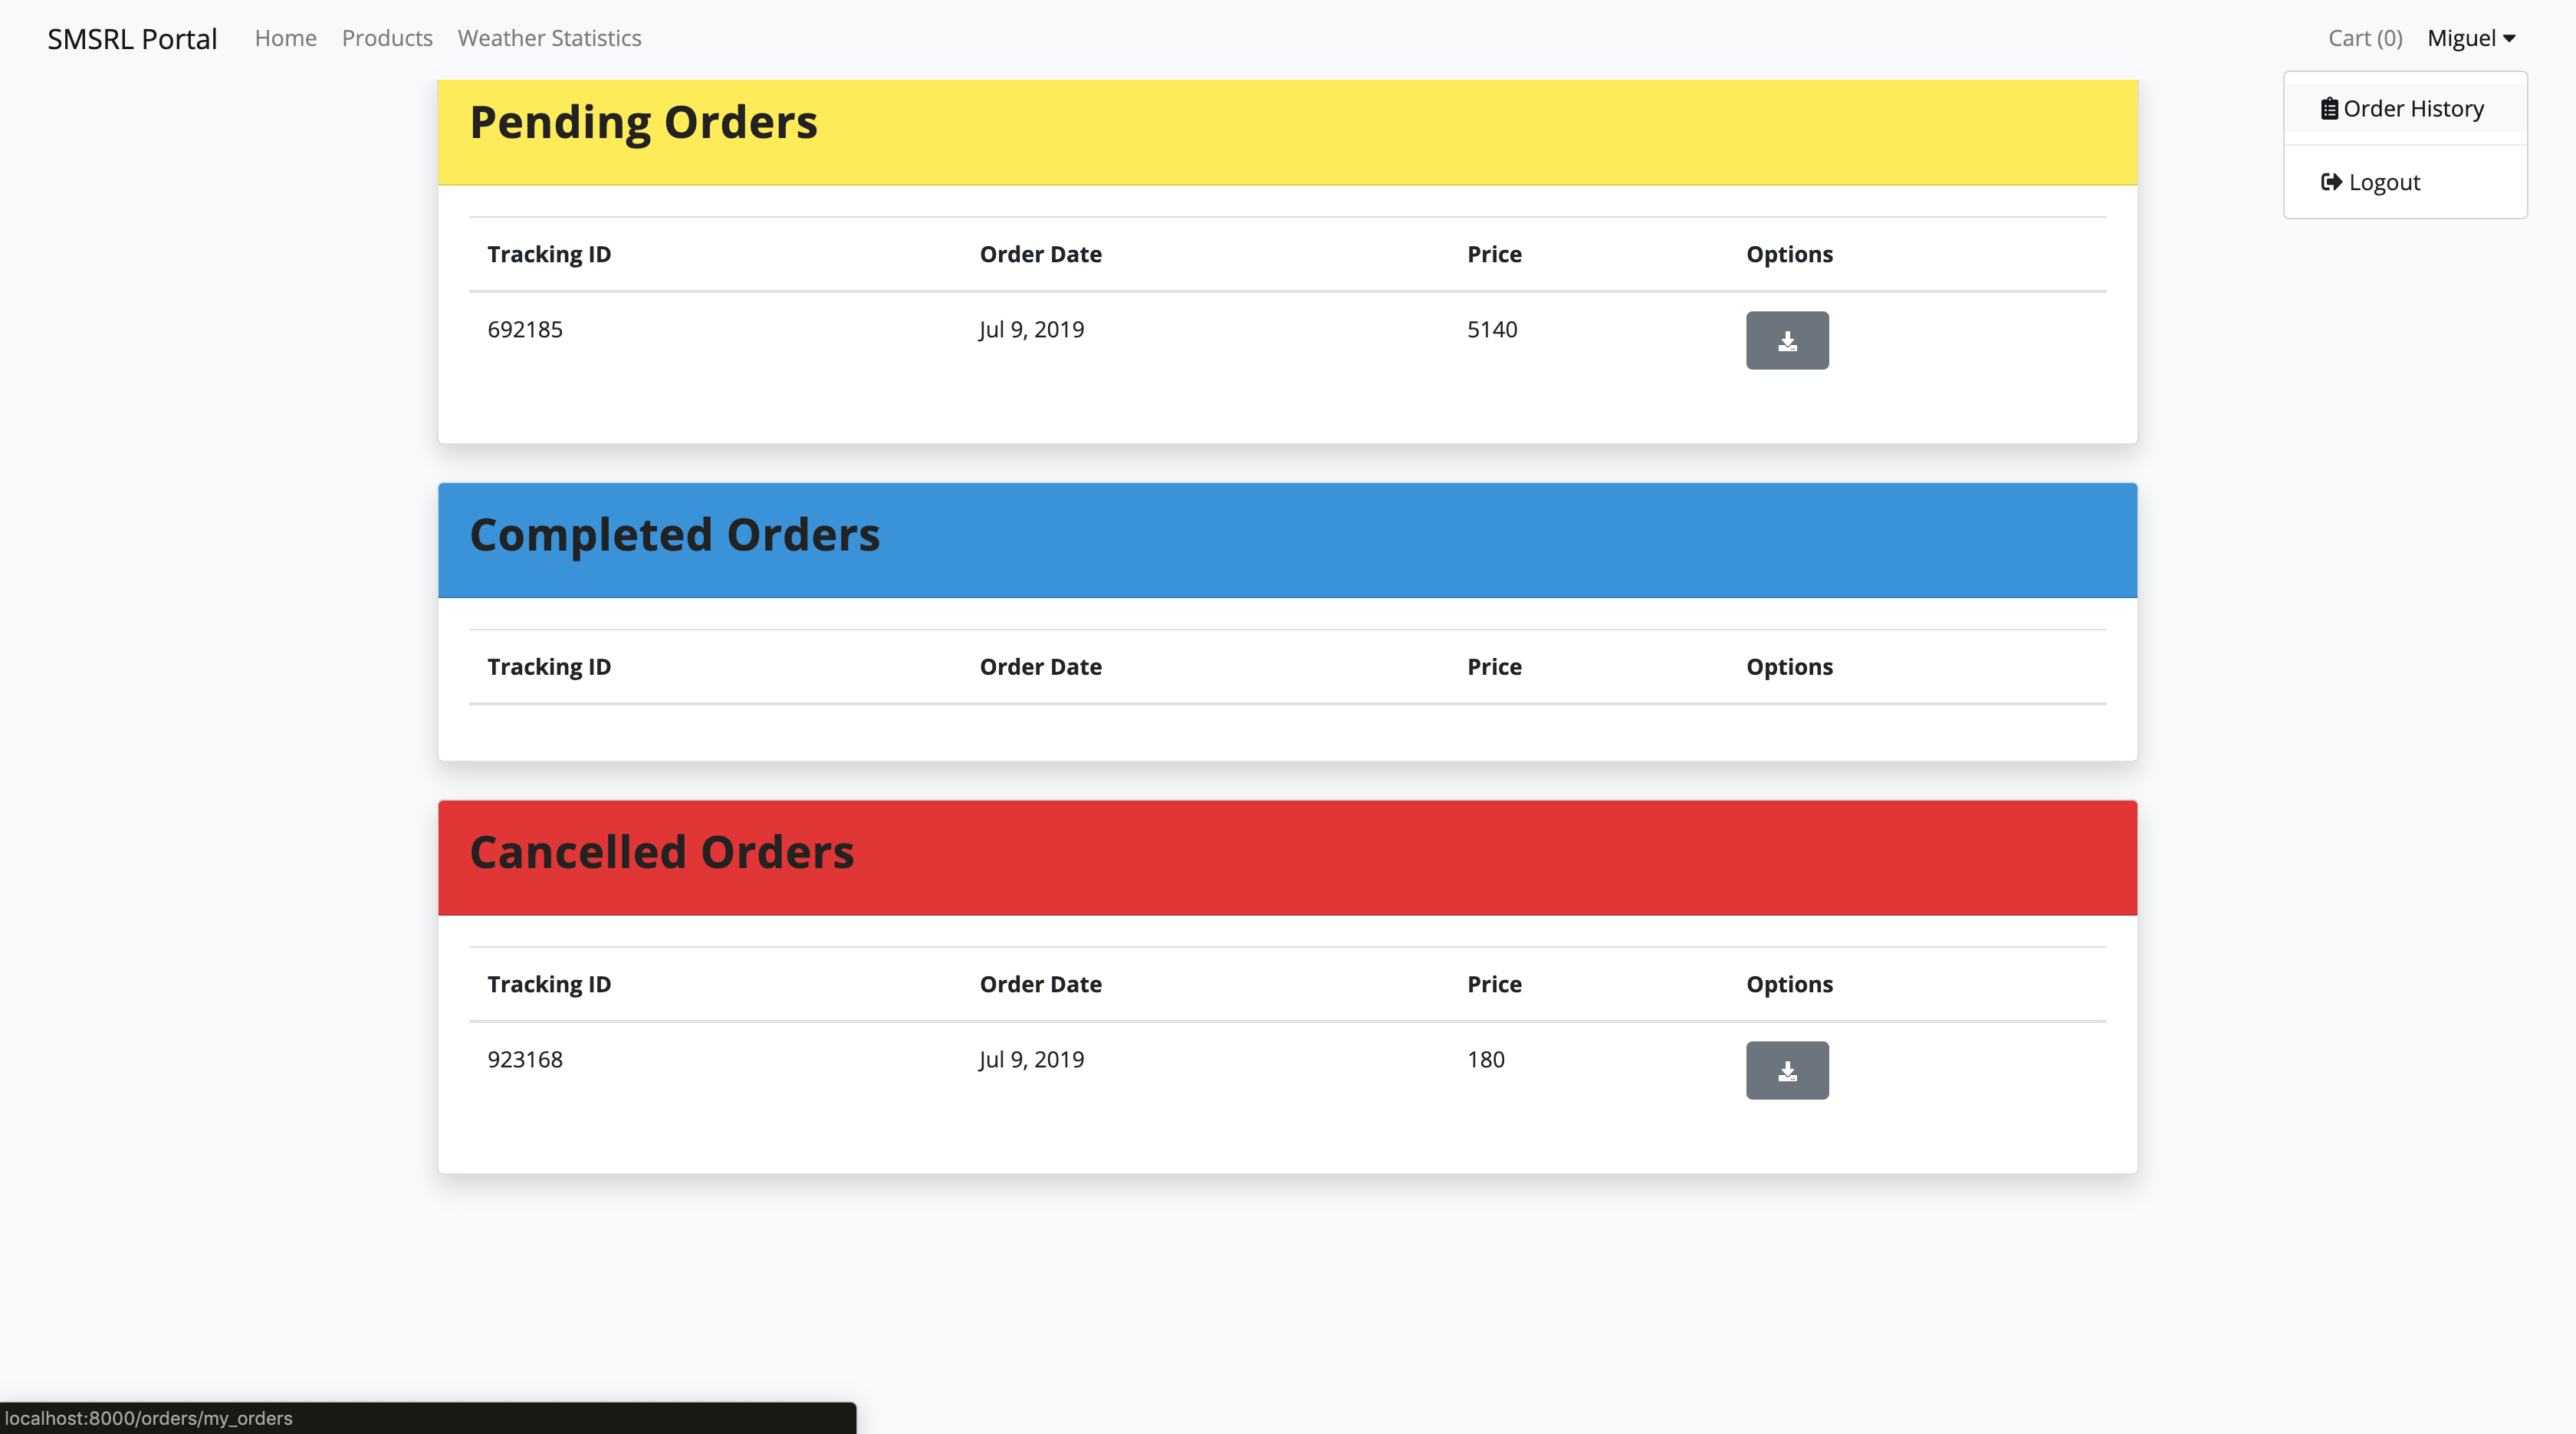 SMSRL Portal Home Products Weather Statistics Cart (0) Miguel
Order History
Logout
Pending Orders
Tracking ID Order Date Price Options
692185 Jul 9, 2019 5140
Completed Orders
Tracking ID Order Date Price Options
Cancelled Orders
Tracking ID Order Date Price Options
923168 Jul 9, 2019 180
localhost:8000/orders/my_orders